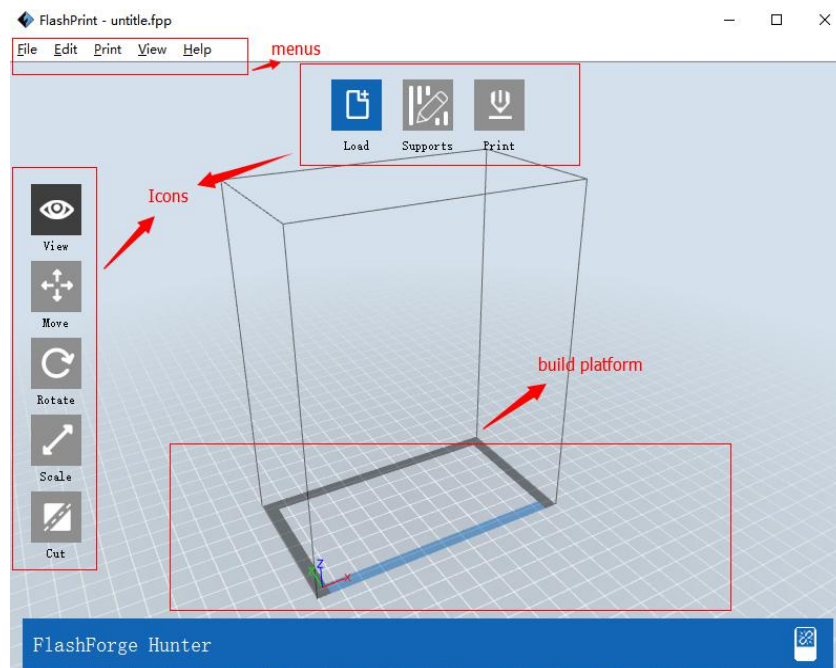 FlashPrint - untitle.fpp
File Edit Print View Help
menus
Load Supports Print
Icons
View
Move
build platform
Rotate
Scale
Cut
Z
X
FlashForge Hunter